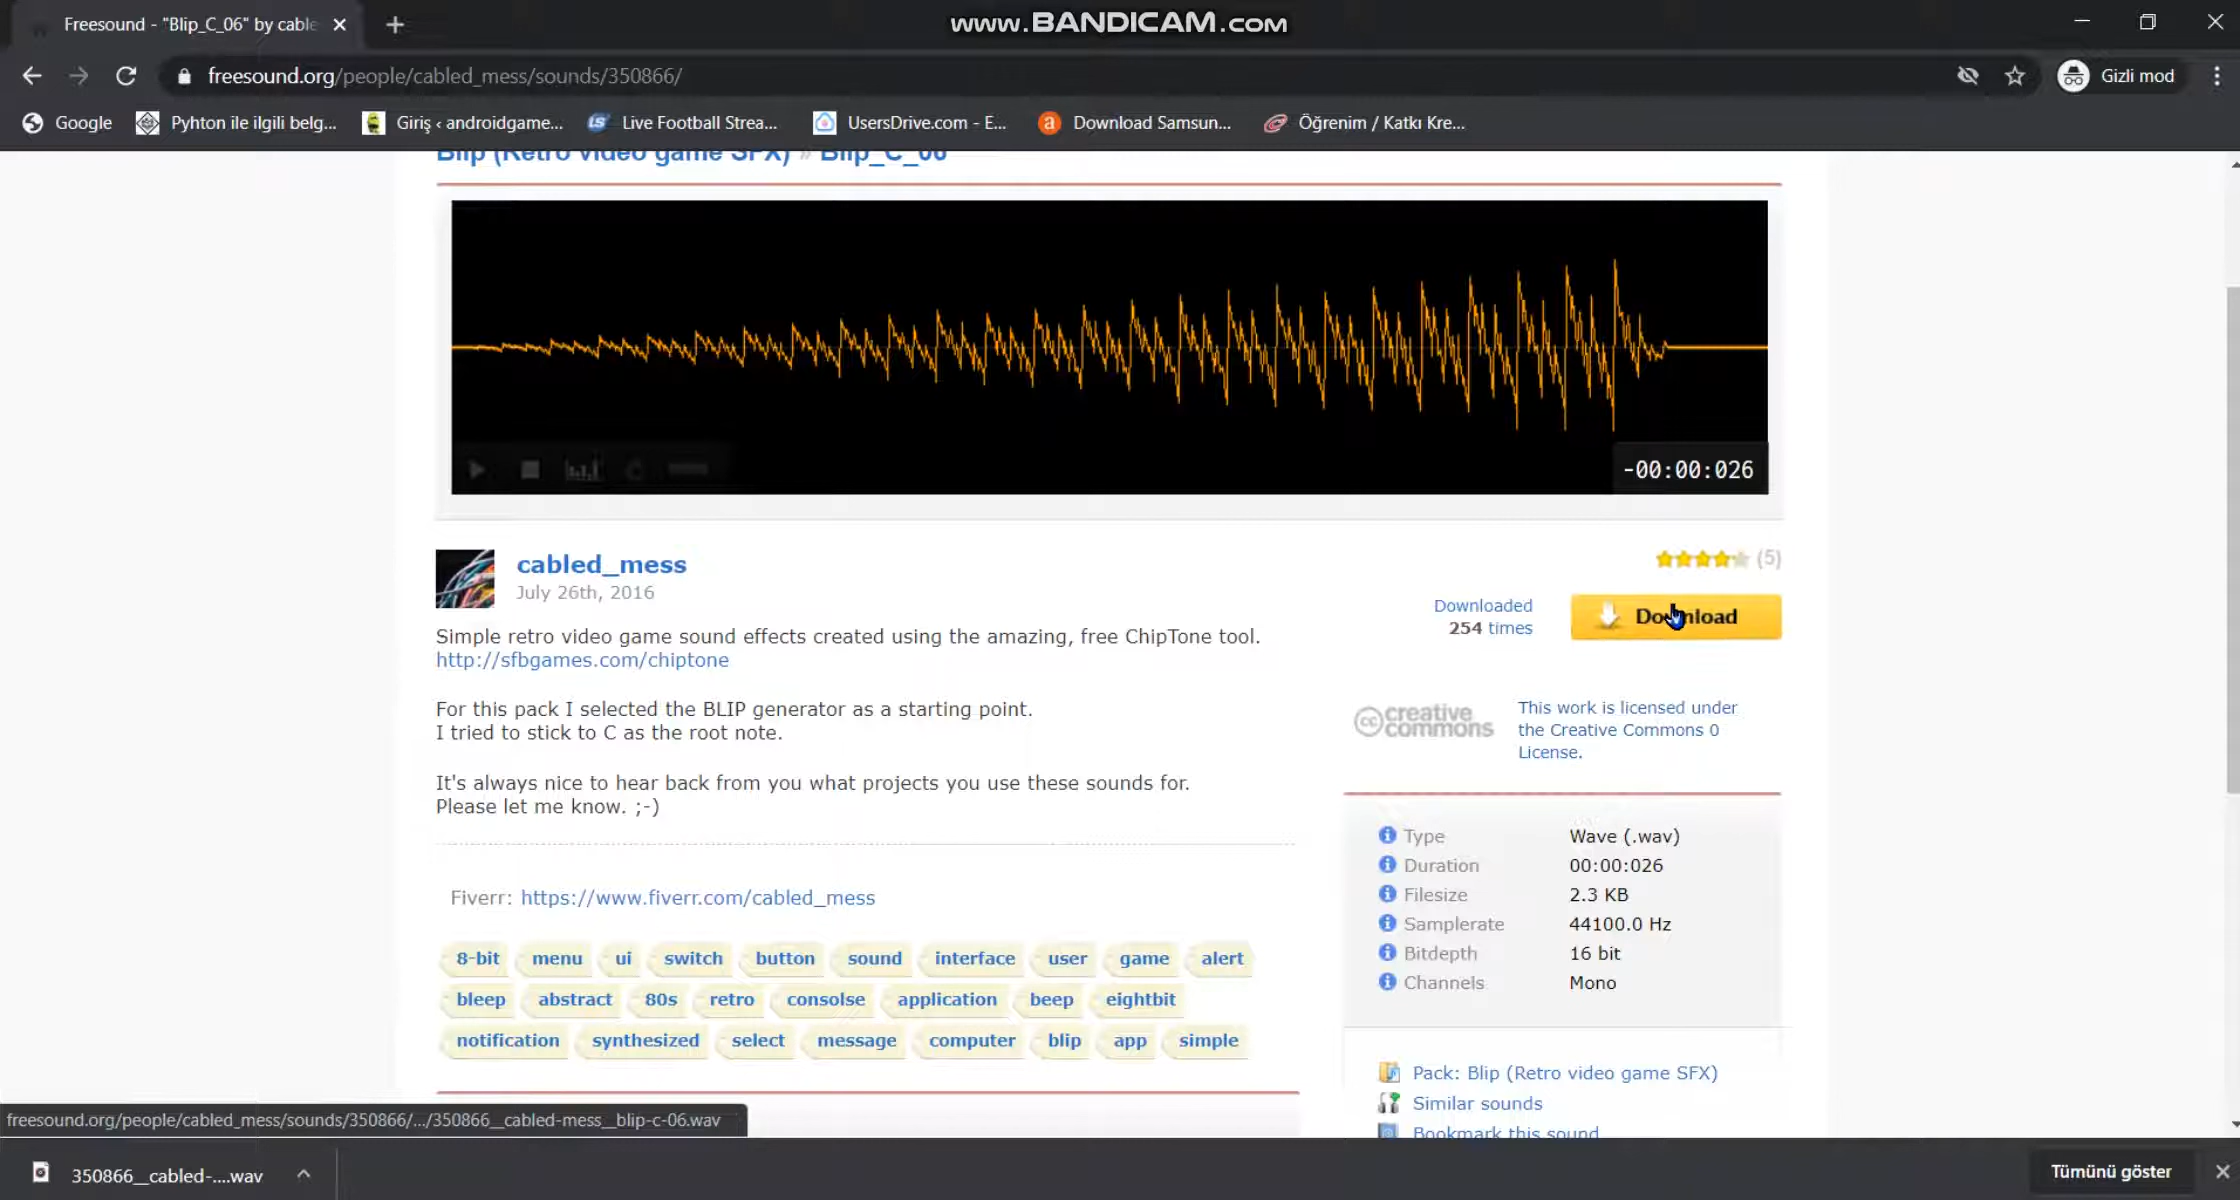 Freesound - "Blip_C_06" by cable
www.BANDICAM.com
freesound.org/people/cabled_mess/sounds/350866/
Gizli mod
Google
Pyhton ile ilgili belg...
Giriş ‹ androidgame...
Live Football Strea...
UsersDrive.com - E...
Download Samsun...
Öğrenim / Katkı Kre...
Blip (Retro video game SFX) » Blip_C_06
-00:00:026
cabled_mess
July 26th, 2016
(5)
Downloaded
254 times
Download
Simple retro video game sound effects created using the amazing, free ChipTone tool.
http://sfbgames.com/chiptone
For this pack I selected the BLIP generator as a starting point.
I tried to stick to C as the root note.
It's always nice to hear back from you what projects you use these sounds for.
Please let me know. ;-)
creative
commons
This work is licensed under
the Creative Commons 0
License.
Type Wave (.wav)
Duration 00:00:026
Filesize 2.3 KB
Samplerate 44100.0 Hz
Bitdepth 16 bit
Channels Mono
Fiverr: https://www.fiverr.com/cabled_mess
8-bit menu ui switch button sound interface user game alert
bleep abstract 80s retro consolse application beep eightbit
notification synthesized select message computer blip app simple
Pack: Blip (Retro video game SFX)
Similar sounds
Bookmark this sound
freesound.org/people/cabled_mess/sounds/350866/.../350866__cabled-mess__blip-c-06.wav
350866__cabled-....wav
Tümünü göster